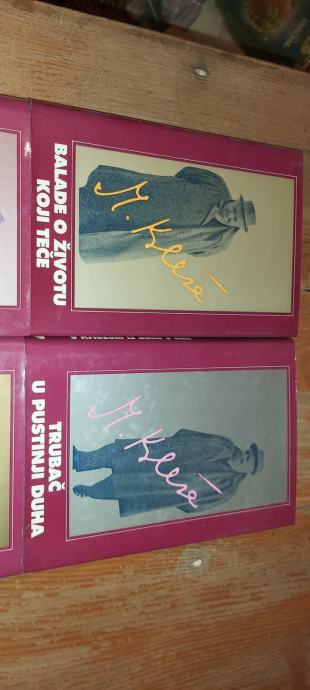 M. Krleža
BALADE O ŽIVOTU
KOJI TEČE
M. Krleža
TRUBAČ
U PUSTINJI DUHA